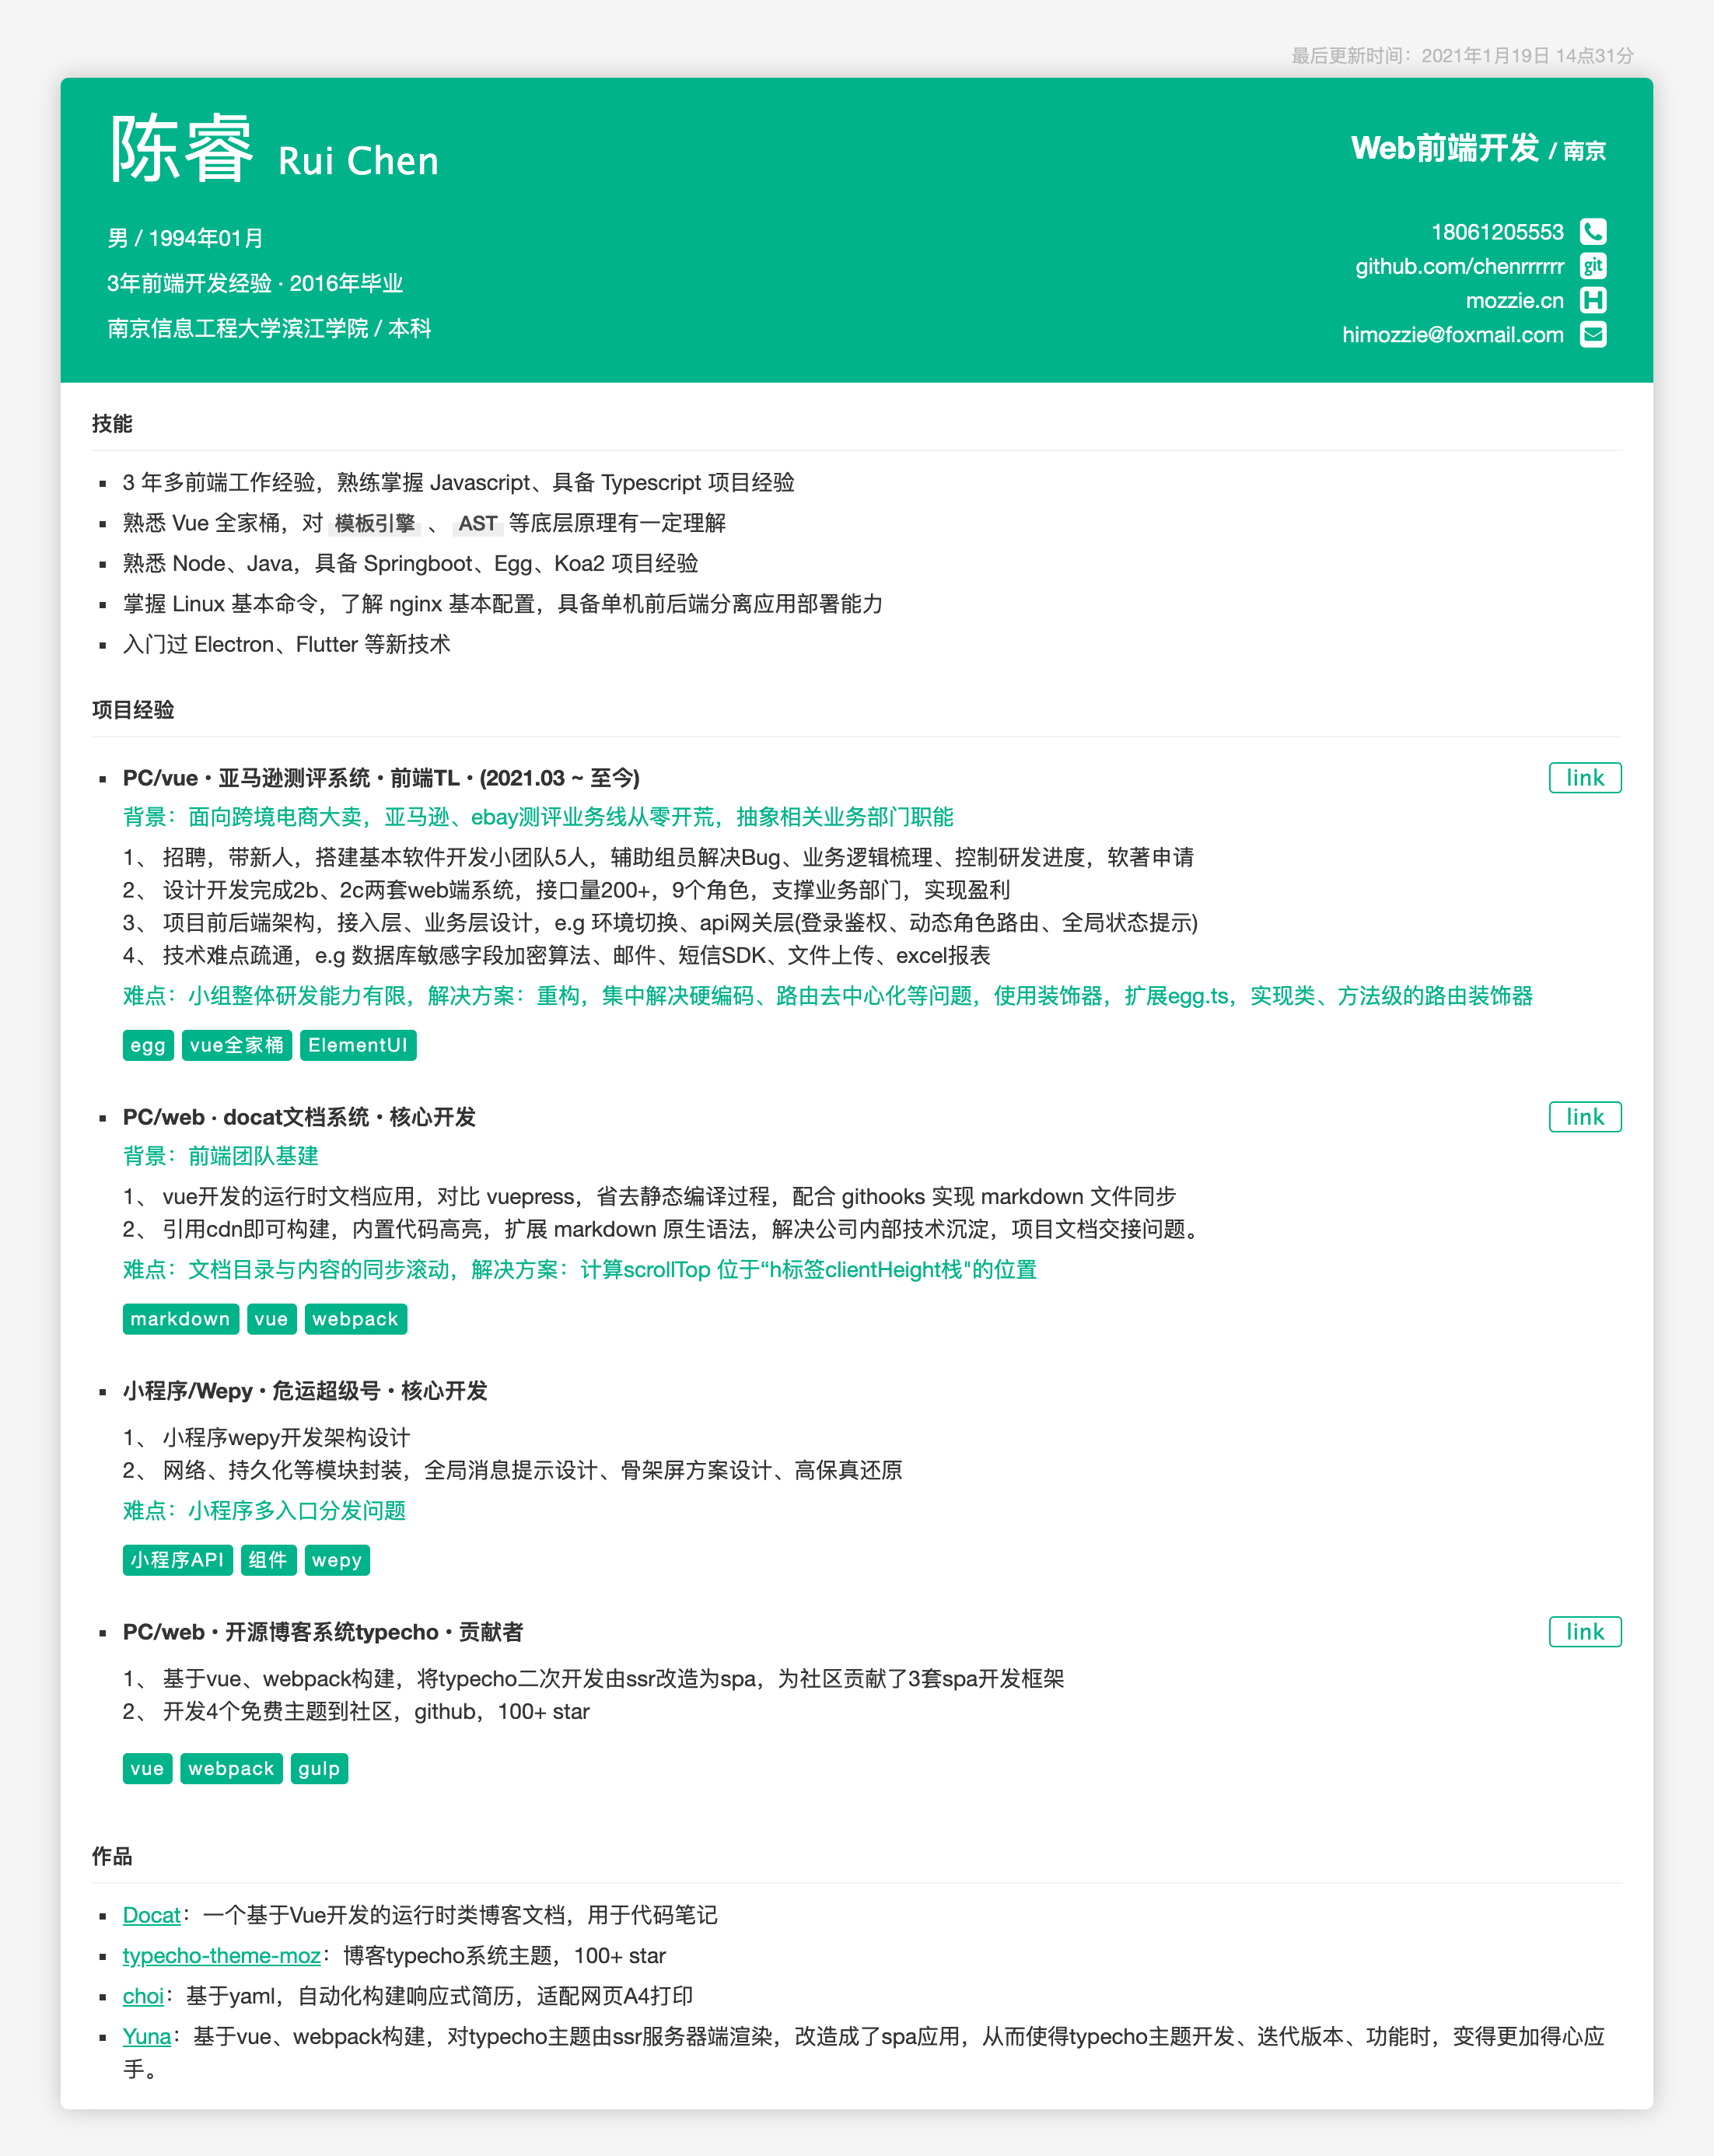 最后更新时间：2021年1月19日 14点31分
陈睿 Rui Chen
Web前端开发 / 南京
男 / 1994年01月
3年前端开发经验 · 2016年毕业
南京信息工程大学滨江学院 / 本科
18061205553
github.com/chenrrrrrr
git
mozzie.cn
H
himozzie@foxmail.com
技能
3 年多前端工作经验，熟练掌握 Javascript、具备 Typescript 项目经验
熟悉 Vue 全家桶，对 模板引擎 、 AST 等底层原理有一定理解
熟悉 Node、Java，具备 Springboot、Egg、Koa2 项目经验
掌握 Linux 基本命令，了解 nginx 基本配置，具备单机前后端分离应用部署能力
入门过 Electron、Flutter 等新技术
项目经验
PC/vue・亚马逊测评系统・前端TL・(2021.03 ~ 至今)
link
背景：面向跨境电商大卖，亚马逊、ebay测评业务线从零开荒，抽象相关业务部门职能
1、 招聘，带新人，搭建基本软件开发小团队5人，辅助组员解决Bug、业务逻辑梳理、控制研发进度，软著申请
2、 设计开发完成2b、2c两套web端系统，接口量200+，9个角色，支撑业务部门，实现盈利
3、 项目前后端架构，接入层、业务层设计，e.g 环境切换、api网关层(登录鉴权、动态角色路由、全局状态提示)
4、 技术难点疏通，e.g 数据库敏感字段加密算法、邮件、短信SDK、文件上传、excel报表
难点：小组整体研发能力有限，解决方案：重构，集中解决硬编码、路由去中心化等问题，使用装饰器，扩展egg.ts，实现类、方法级的路由装饰器
egg vue全家桶 ElementUI
PC/web · docat文档系统・核心开发
link
背景：前端团队基建
1、 vue开发的运行时文档应用，对比 vuepress，省去静态编译过程，配合 githooks 实现 markdown 文件同步
2、 引用cdn即可构建，内置代码高亮，扩展 markdown 原生语法，解决公司内部技术沉淀，项目文档交接问题。
难点：文档目录与内容的同步滚动，解决方案：计算scrollTop 位于“h标签clientHeight栈"的位置
markdown vue webpack
小程序/Wepy・危运超级号・核心开发
1、 小程序wepy开发架构设计
2、 网络、持久化等模块封装，全局消息提示设计、骨架屏方案设计、高保真还原
难点：小程序多入口分发问题
小程序API 组件 wepy
PC/web・开源博客系统typecho・贡献者
link
1、 基于vue、webpack构建，将typecho二次开发由ssr改造为spa，为社区贡献了3套spa开发框架
2、 开发4个免费主题到社区，github，100+ star
vue webpack gulp
作品
Docat：一个基于Vue开发的运行时类博客文档，用于代码笔记
typecho-theme-moz：博客typecho系统主题，100+ star
choi：基于yaml，自动化构建响应式简历，适配网页A4打印
Yuna：基于vue、webpack构建，对typecho主题由ssr服务器端渲染，改造成了spa应用，从而使得typecho主题开发、迭代版本、功能时，变得更加得心应
手。